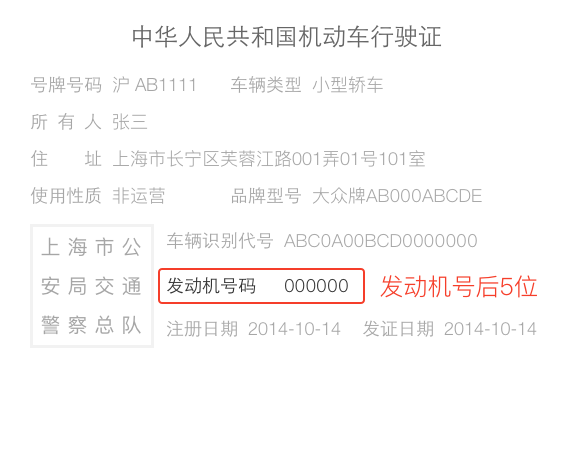 中华人民共和国机动车行驶证
号牌号码 沪 AB1111 车辆类型 小型轿车
所 有 人 张三
住 址 上海市长宁区芙蓉江路001弄01号101室
使用性质 非运营 品牌型号 大众牌AB000ABCDE
上海市公
安局交通
警察总队
车辆识别代号 ABC0A00BCD0000000
发动机号码 000000 发动机号后5位
注册日期 2014-10-14 发证日期 2014-10-14